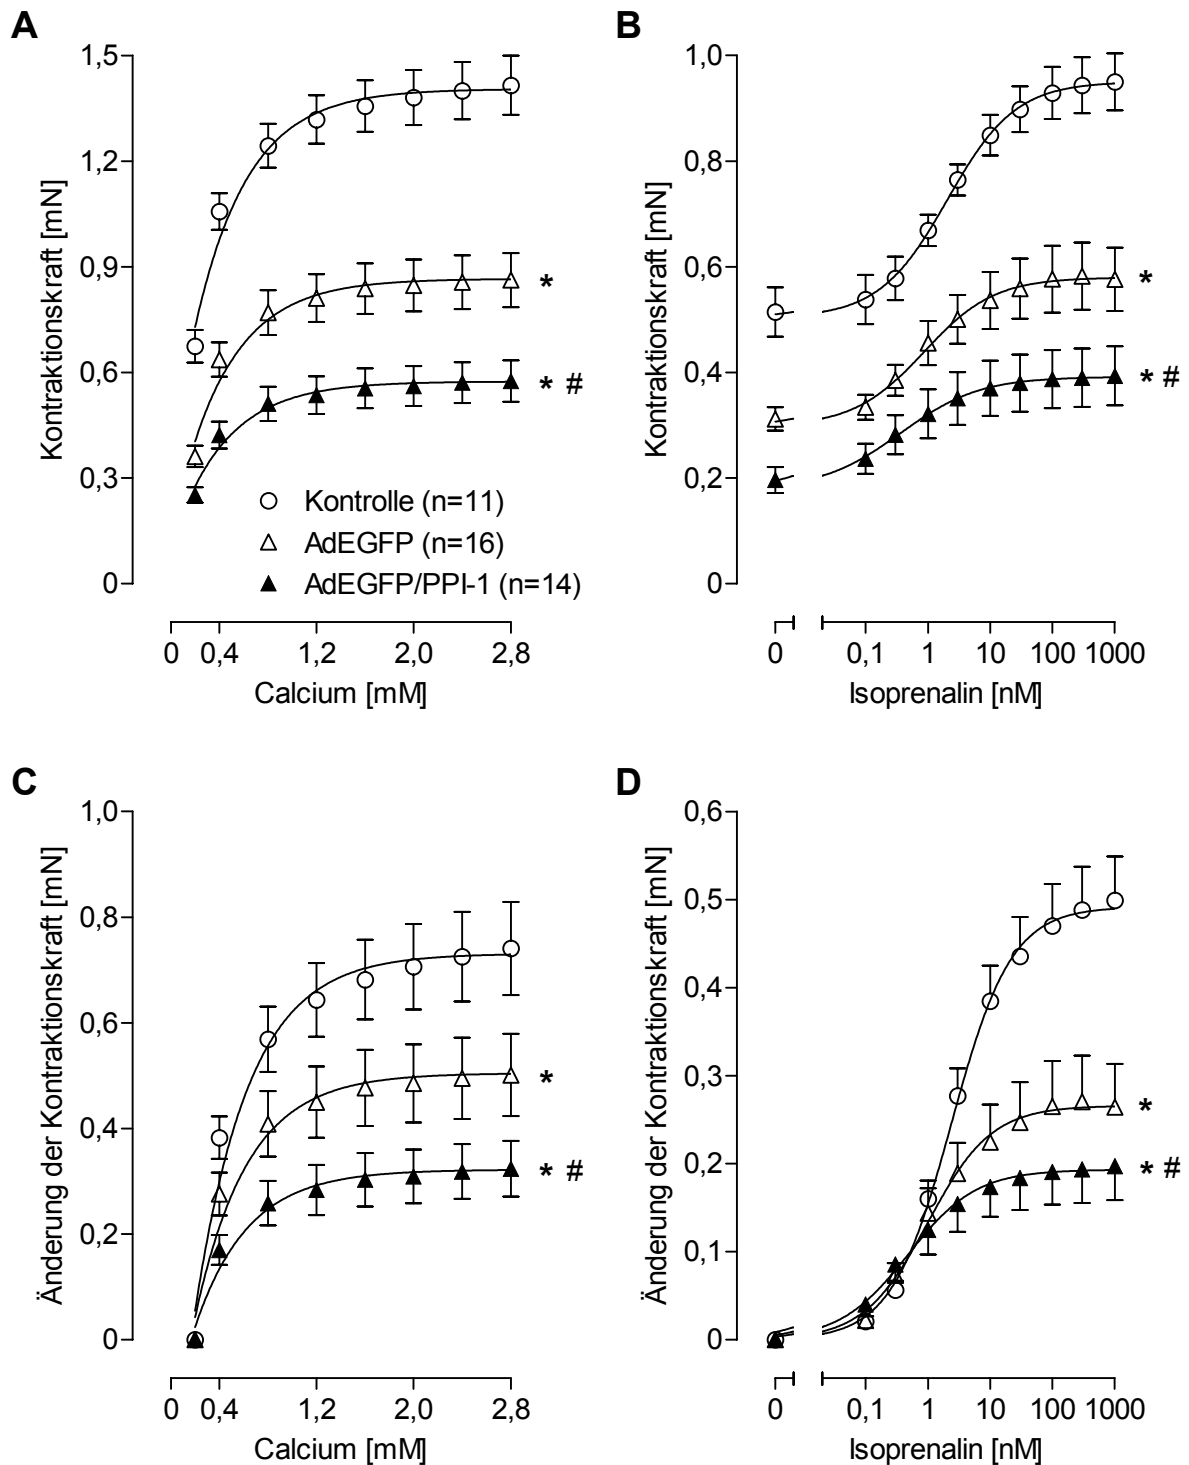 A
Kontraktionskraft [mN]
1,5
1,2
0,9
0,6
0,3
0
*
* #
Kontrolle (n=11)
AdEGFP (n=16)
AdEGFP/PPI-1 (n=14)
0 0,4 1,2 2,0 2,8
Calcium [mM]
B
Kontraktionskraft [mN]
1,0
0,8
0,6
0,4
0,2
0
*
* #
0 0,1 1 10 100 1000
Isoprenalin [nM]
C
Änderung der Kontraktionskraft [mN]
1,0
0,8
0,6
0,4
0,2
0
*
* #
0 0,4 1,2 2,0 2,8
Calcium [mM]
D
Änderung der Kontraktionskraft [mN]
0,6
0,5
0,4
0,3
0,2
0,1
0
*
* #
0 0,1 1 10 100 1000
Isoprenalin [nM]